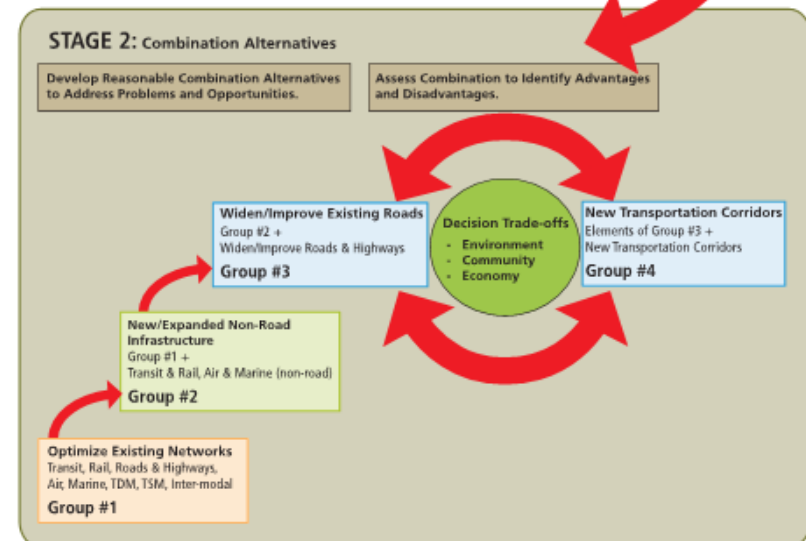 STAGE 2: Combination Alternatives
Develop Reasonable Combination Alternatives
to Address Problems and Opportunities.
Assess Combination to Identify Advantages
and Disadvantages.
Widen/Improve Existing Roads
Group #2 +
Widen/Improve Roads & Highways
Group #3
Decision Trade-offs
- Environment
- Community
- Economy
New Transportation Corridors
Elements of Group #3 +
New Transportation Corridors
Group #4
New/Expanded Non-Road
Infrastructure
Group #1 +
Transit & Rail, Air & Marine (non-road)
Group #2
Optimize Existing Networks
Transit, Rail, Roads & Highways,
Air, Marine, TDM, TSM, Inter-modal
Group #1